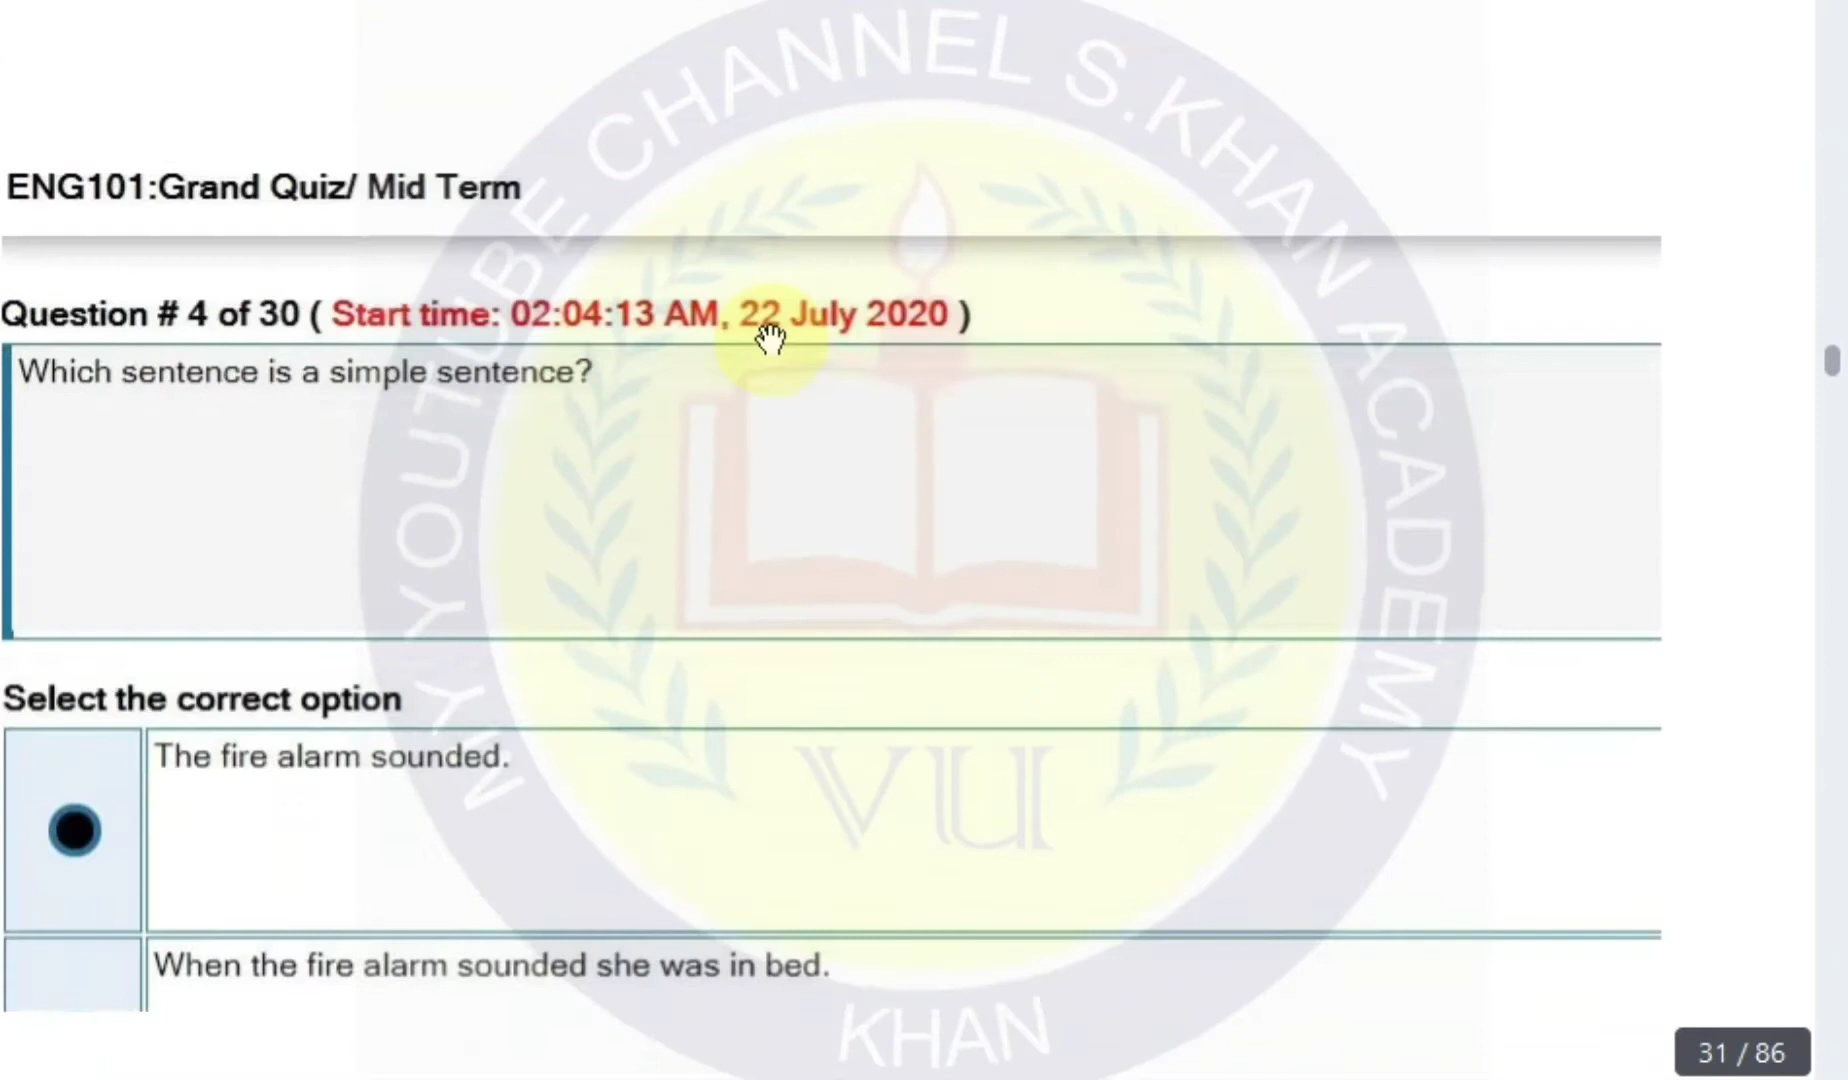 MY YOUTUBE CHANNEL S.KHAN ACADEMY
ENG101:Grand Quiz/ Mid Term
Question # 4 of 30 ( Start time: 02:04:13 AM, 22 July 2020 )
Which sentence is a simple sentence?
Select the correct option
The fire alarm sounded.
VU
When the fire alarm sounded she was in bed.
KHAN
31 / 86